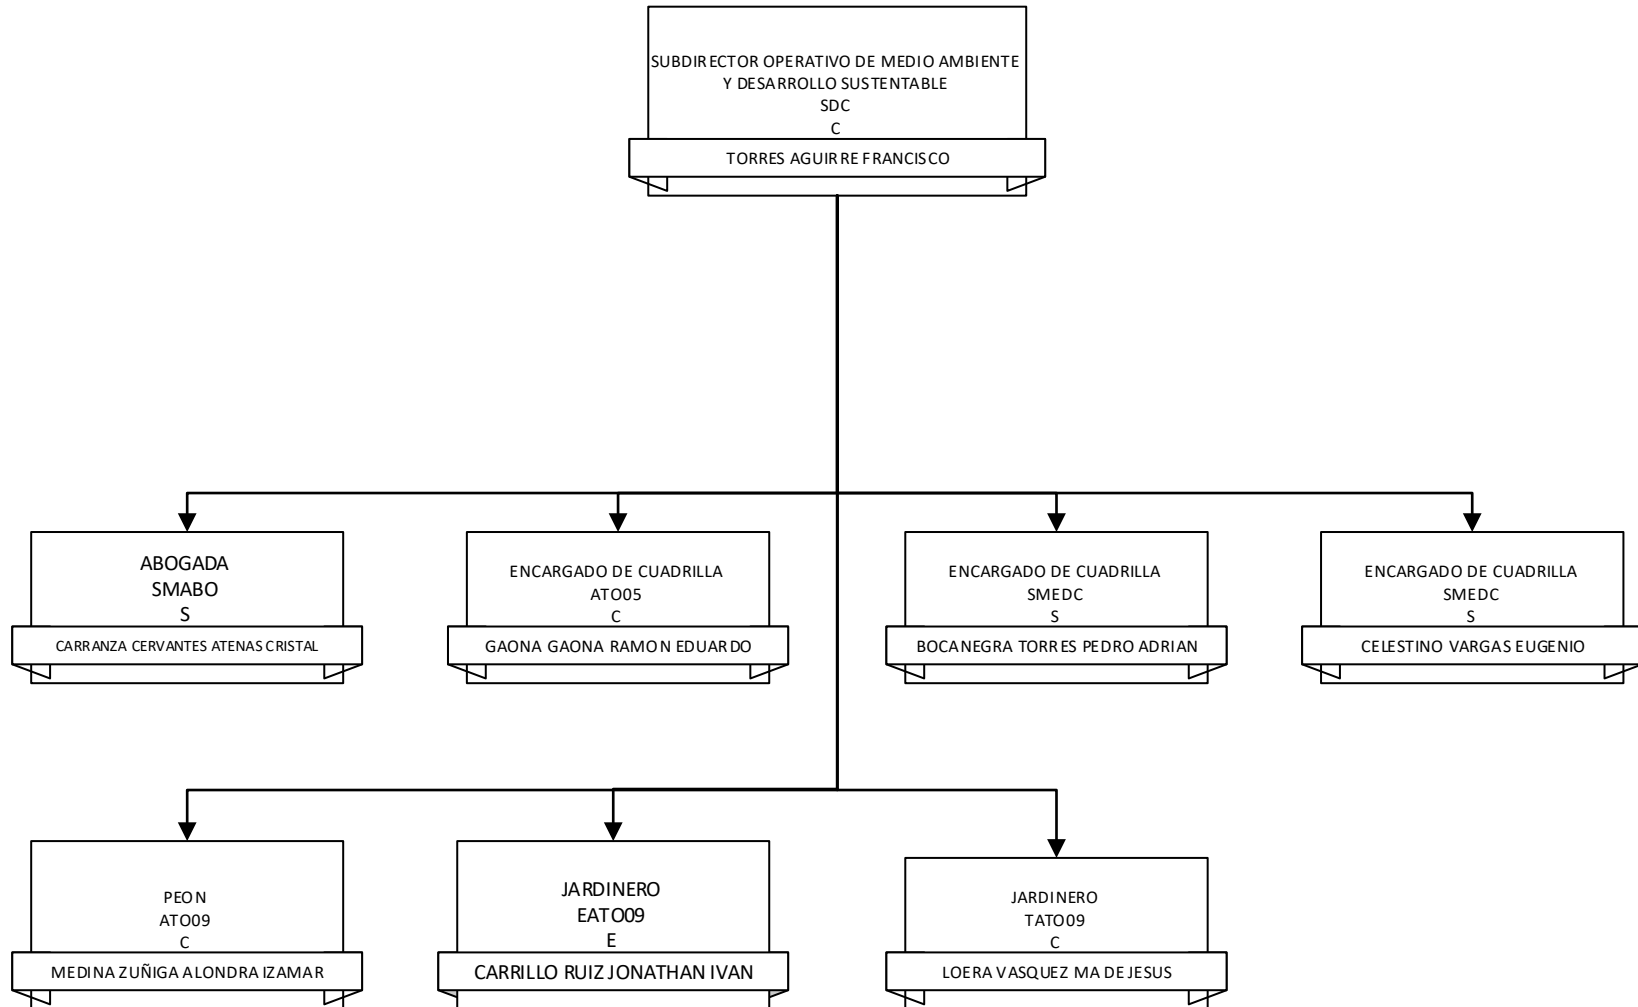 SUBDIRECTOR OPERATIVO DE MEDIO AMBIENTE
Y DESARROLLO SUSTENTABLE
SDC
C
TORRES AGUIRRE FRANCISCO
ABOGADA
SMABO
S
CARRANZA CERVANTES ATENAS CRISTAL
ENCARGADO DE CUADRILLA
ATO05
C
GAONA GAONA RAMON EDUARDO
ENCARGADO DE CUADRILLA
SMEDC
S
BOCANEGRA TORRES PEDRO ADRIAN
ENCARGADO DE CUADRILLA
SMEDC
S
CELESTINO VARGAS EUGENIO
PEON
ATO09
C
MEDINA ZUÑIGA ALONDRA IZAMAR
JARDINERO
EATO09
E
CARRILLO RUIZ JONATHAN IVAN
JARDINERO
TATO09
C
LOERA VASQUEZ MA DE JESUS